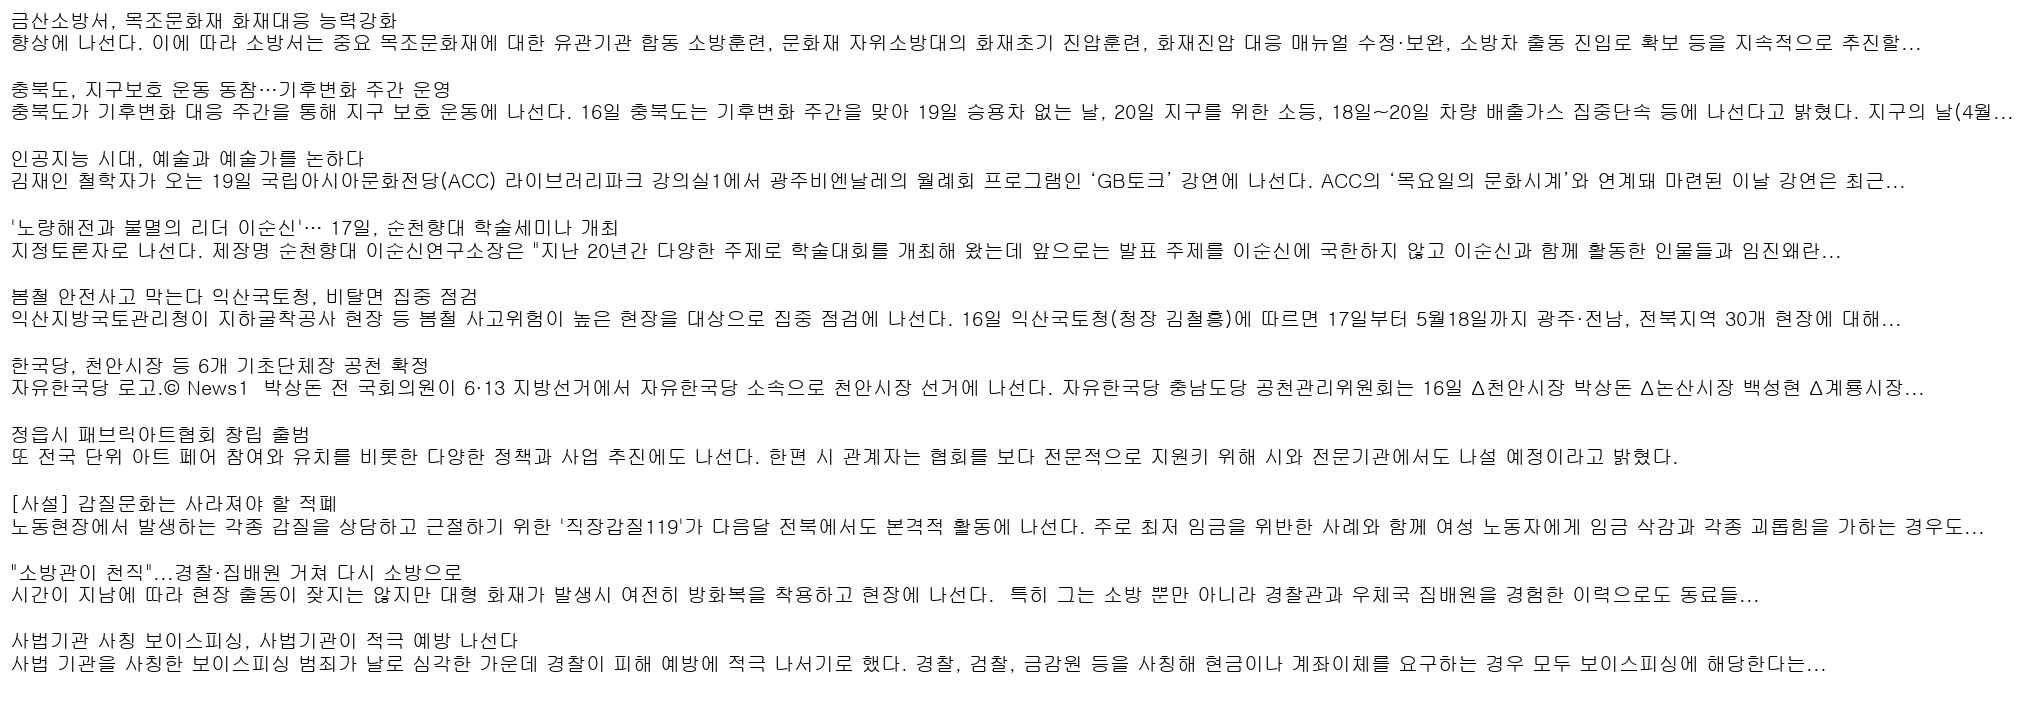 금산소방서, 목조문화재 화재대응 능력강화
향상에 나선다. 이에 따라 소방서는 중요 목조문화재에 대한 유관기관 합동 소방훈련, 문화재 자위소방대의 화재초기 진압훈련, 화재진압 대응 매뉴얼 수정·보완, 소방차 출동 진입로 확보 등을 지속적으로 추진할...
충북도, 지구보호 운동 동참…기후변화 주간 운영
충북도가 기후변화 대응 주간을 통해 지구 보호 운동에 나선다. 16일 충북도는 기후변화 주간을 맞아 19일 승용차 없는 날, 20일 지구를 위한 소등, 18일~20일 차량 배출가스 집중단속 등에 나선다고 밝혔다. 지구의 날(4월...
인공지능 시대, 예술과 예술가를 논하다
김재인 철학자가 오는 19일 국립아시아문화전당(ACC) 라이브러리파크 강의실1에서 광주비엔날레의 월례회 프로그램인 ‘GB토크’ 강연에 나선다. ACC의 ‘목요일의 문화시계’와 연계돼 마련된 이날 강연은 최근...
'노량해전과 불멸의 리더 이순신'… 17일, 순천향대 학술세미나 개최
지정토론자로 나선다. 제장명 순천향대 이순신연구소장은 "지난 20년간 다양한 주제로 학술대회를 개최해 왔는데 앞으로는 발표 주제를 이순신에 국한하지 않고 이순신과 함께 활동한 인물들과 임진왜란...
봄철 안전사고 막는다 익산국토청, 비탈면 집중 점검
익산지방국토관리청이 지하굴착공사 현장 등 봄철 사고위험이 높은 현장을 대상으로 집중 점검에 나선다. 16일 익산국토청(청장 김철흥)에 따르면 17일부터 5월18일까지 광주·전남, 전북지역 30개 현장에 대해...
한국당, 천안시장 등 6개 기초단체장 공천 확정
자유한국당 로고.© News1  박상돈 전 국회의원이 6·13 지방선거에서 자유한국당 소속으로 천안시장 선거에 나선다. 자유한국당 충남도당 공천관리위원회는 16일 Δ천안시장 박상돈 Δ논산시장 백성현 Δ계룡시장...
정읍시 패브릭아트협회 창립 출범
또 전국 단위 아트 페어 참여와 유치를 비롯한 다양한 정책과 사업 추진에도 나선다. 한편 시 관계자는 협회를 보다 전문적으로 지원키 위해 시와 전문기관에서도 나설 예정이라고 밝혔다.
[사설] 갑질문화는 사라져야 할 적폐
노동현장에서 발생하는 각종 갑질을 상담하고 근절하기 위한 '직장갑질119'가 다음달 전북에서도 본격적 활동에 나선다. 주로 최저 임금을 위반한 사례와 함께 여성 노동자에게 임금 삭감과 각종 괴롭힘을 가하는 경우도...
"소방관이 천직"...경찰·집배원 거쳐 다시 소방으로
시간이 지남에 따라 현장 출동이 잦지는 않지만 대형 화재가 발생시 여전히 방화복을 착용하고 현장에 나선다.  특히 그는 소방 뿐만 아니라 경찰관과 우체국 집배원을 경험한 이력으로도 동료들...
사법기관 사칭 보이스피싱, 사법기관이 적극 예방 나선다
사법 기관을 사칭한 보이스피싱 범죄가 날로 심각한 가운데 경찰이 피해 예방에 적극 나서기로 했다. 경찰, 검찰, 금감원 등을 사칭해 현금이나 계좌이체를 요구하는 경우 모두 보이스피싱에 해당한다는...